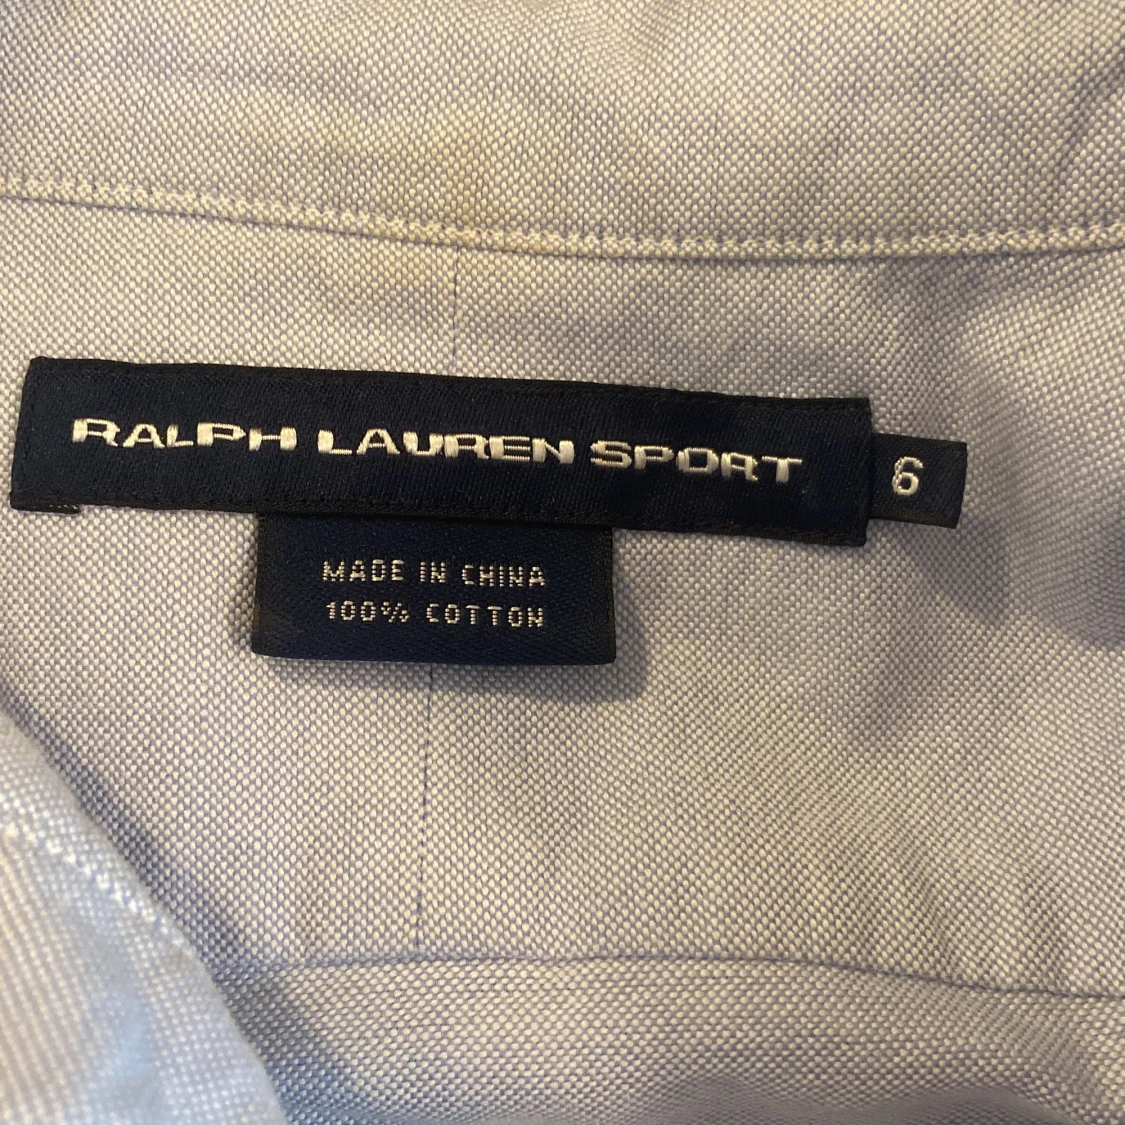 RALPH LAUREN SPORT
6
MADE IN CHINA
100% COTTON